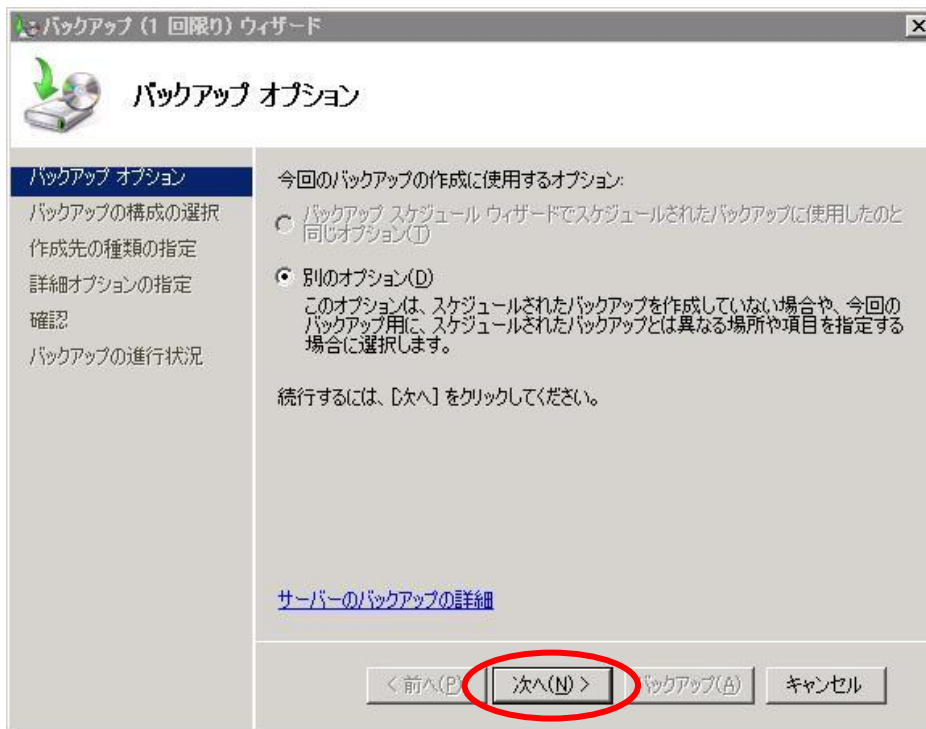 バックアップ (1 回限り) ウィザード
バックアップ オプション
バックアップ オプション
バックアップの構成の選択
作成先の種類の指定
詳細オプションの指定
確認
バックアップの進行状況
今回のバックアップの作成に使用するオプション:
バックアップ スケジュール ウィザードでスケジュールされたバックアップに使用したのと
同じオプション(T)
別のオプション(D)
このオプションは、スケジュールされたバックアップを作成していない場合や、今回の
バックアップ用に、スケジュールされたバックアップとは異なる場所や項目を指定する
場合に選択します。
続行するには、[次へ] をクリックしてください。
サーバーのバックアップの詳細
< 前へ(P) 次へ(N) > バックアップ(A) キャンセル